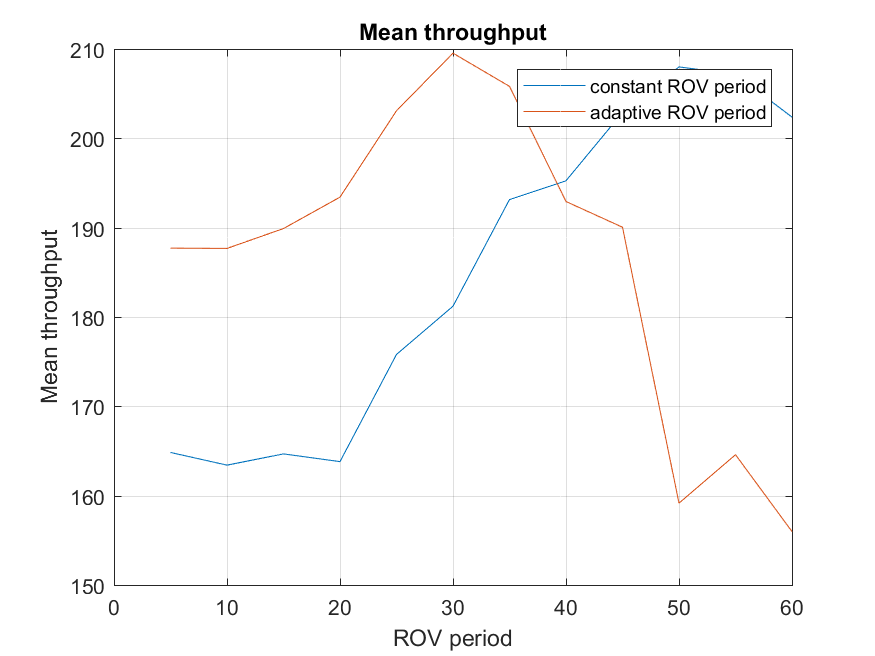 Mean throughput
constant ROV period
adaptive ROV period
210
200
190
180
170
160
150
Mean throughput
0 10 20 30 40 50 60
ROV period